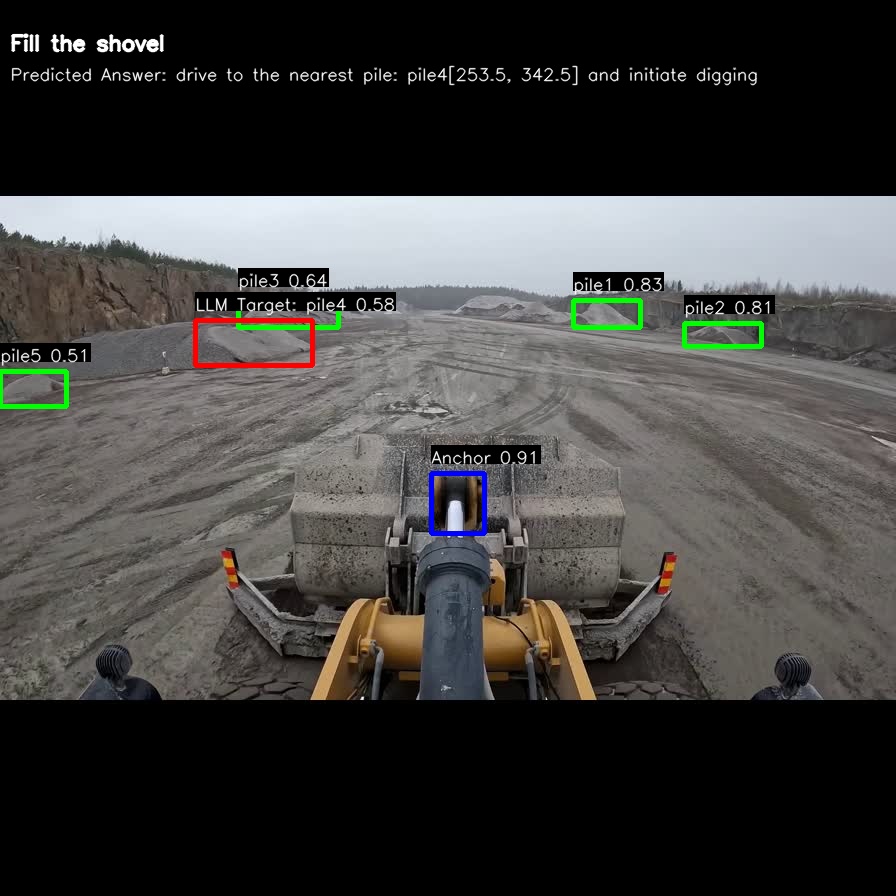 Fill the shovel
Predicted Answer: drive to the nearest pile: pile4[253.5, 342.5] and initiate digging
pile3 0.64
pile1 0.83
LLM Target: pile4 0.58
pile2 0.81
pile5 0.51
Anchor 0.91